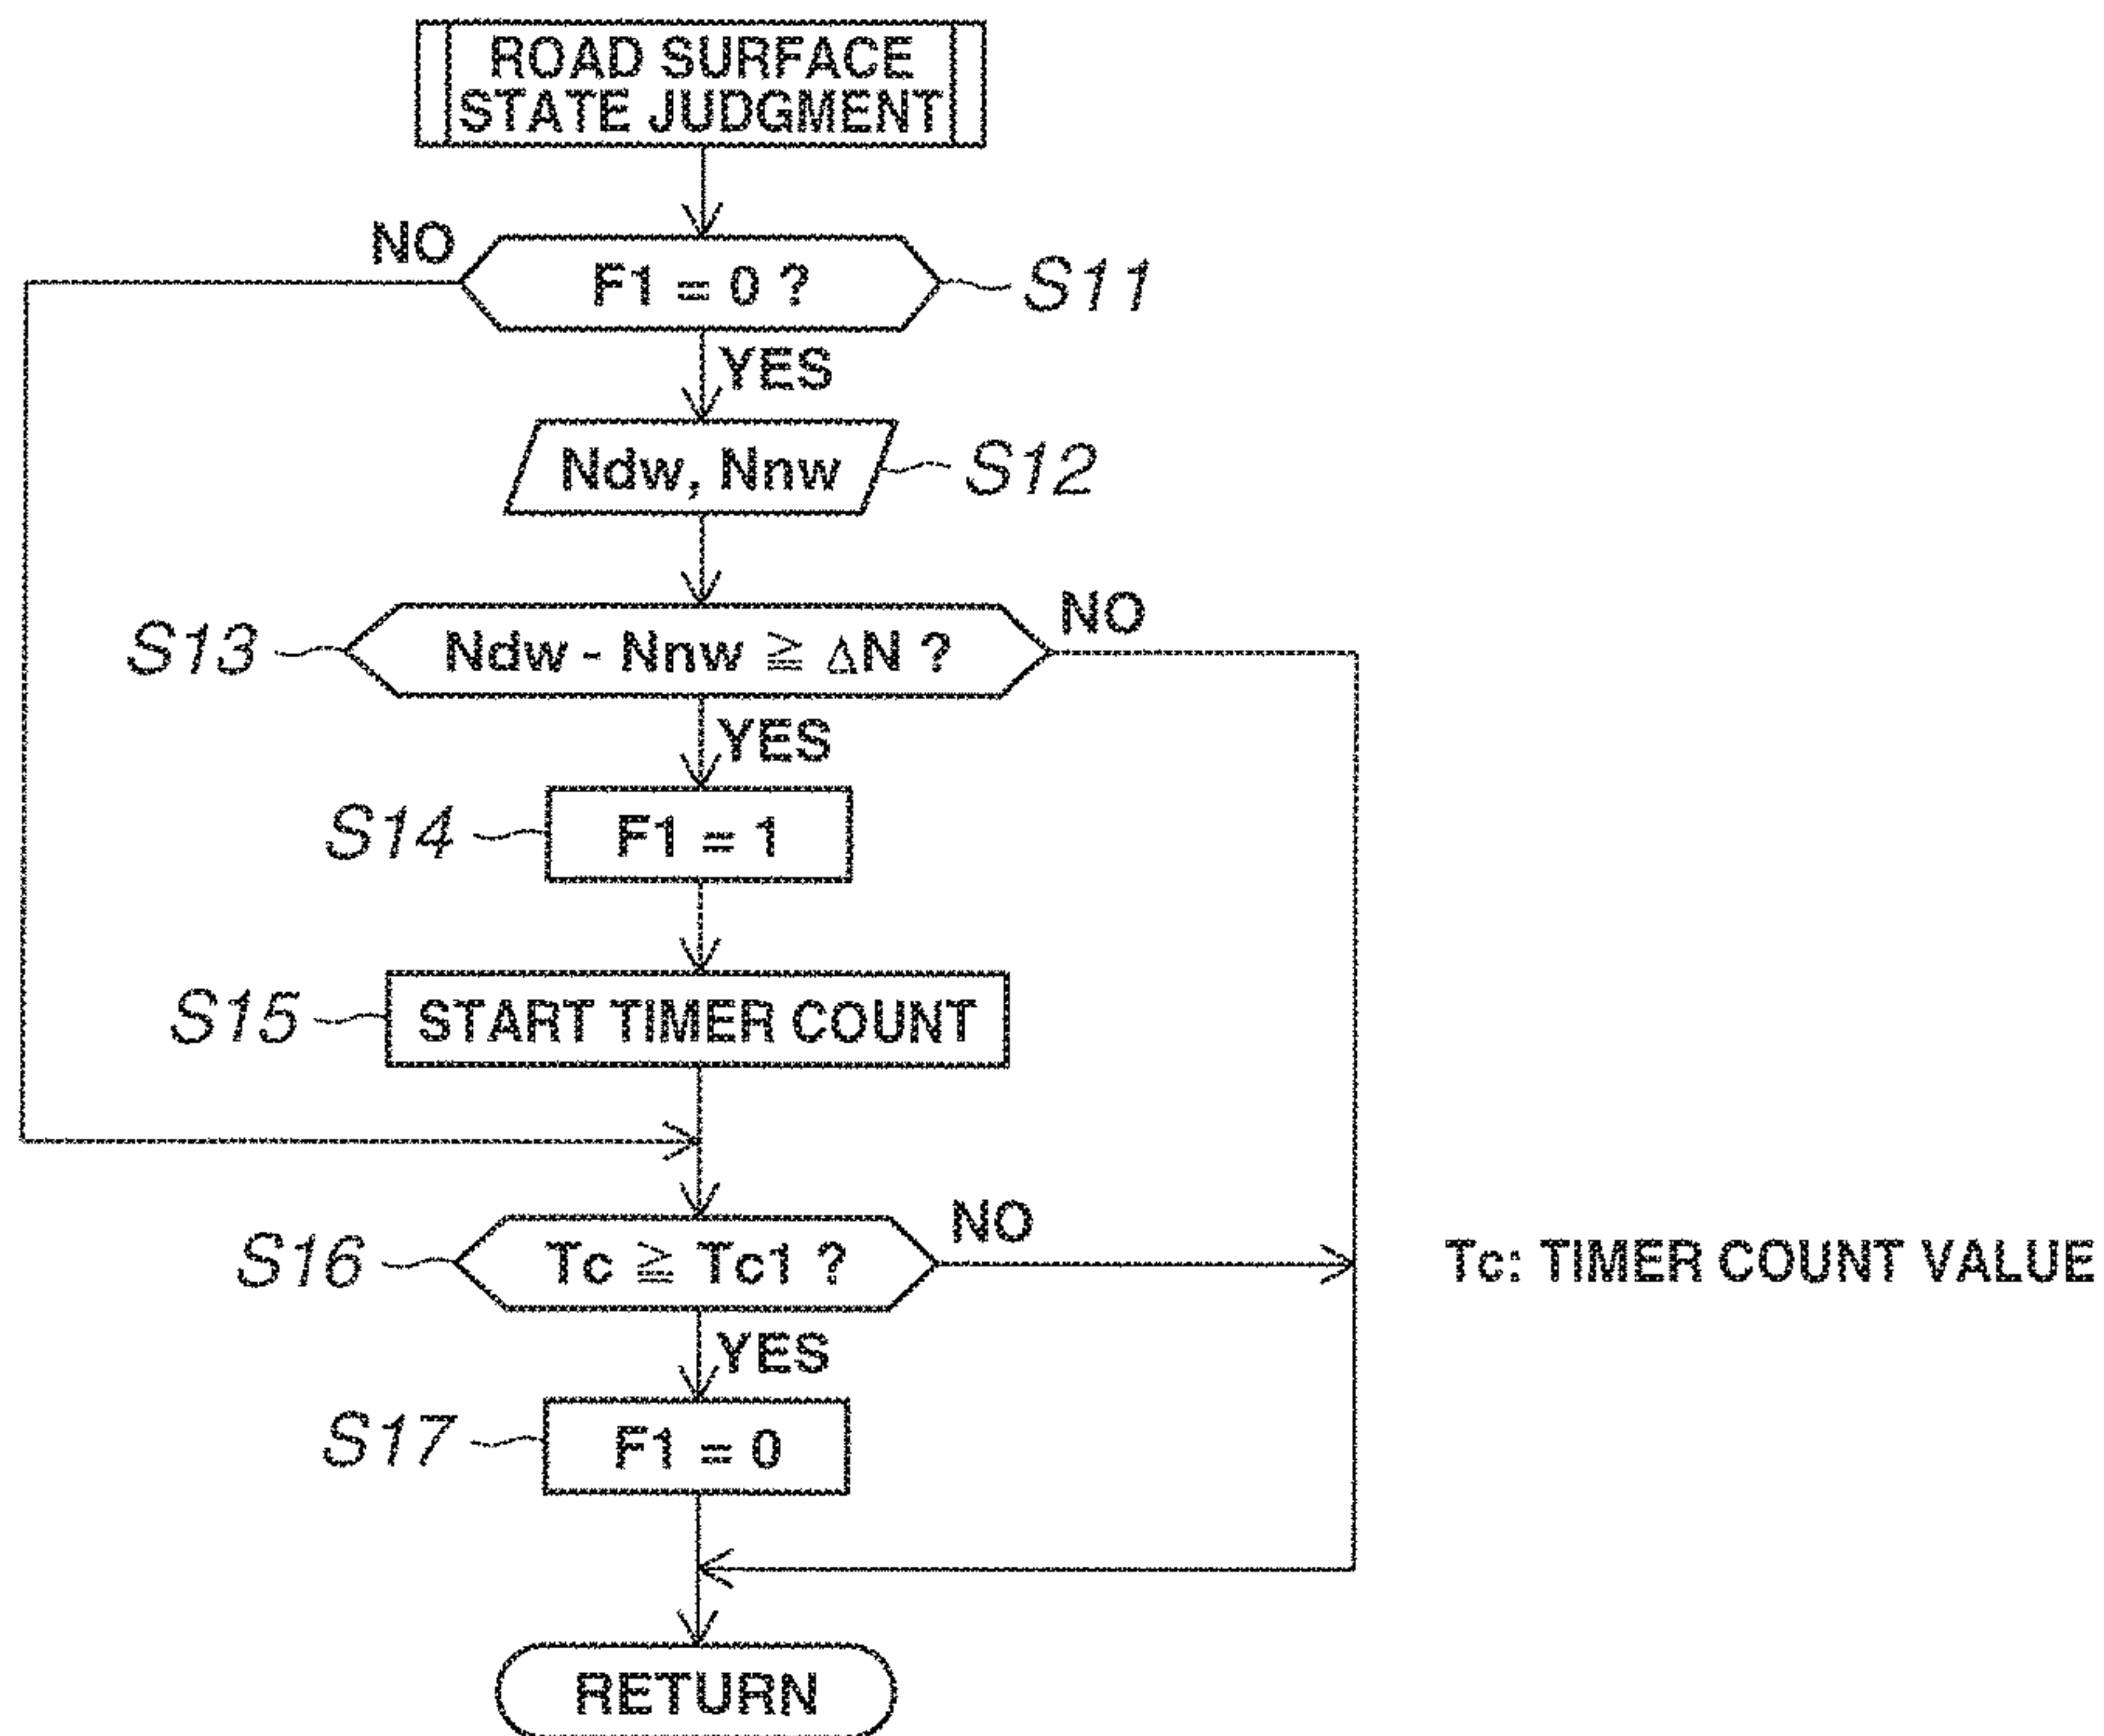 ROAD SURFACE
STATE JUDGMENT
NO
F1 = 0 ?
S11
YES
Ndw, Nnw
S12
S13
Ndw - Nnw ≧ ΔN ?
NO
YES
S14
F1 = 1
S15
START TIMER COUNT
S16
Tc ≧ Tc1 ?
NO
Tc: TIMER COUNT VALUE
YES
S17
F1 = 0
RETURN